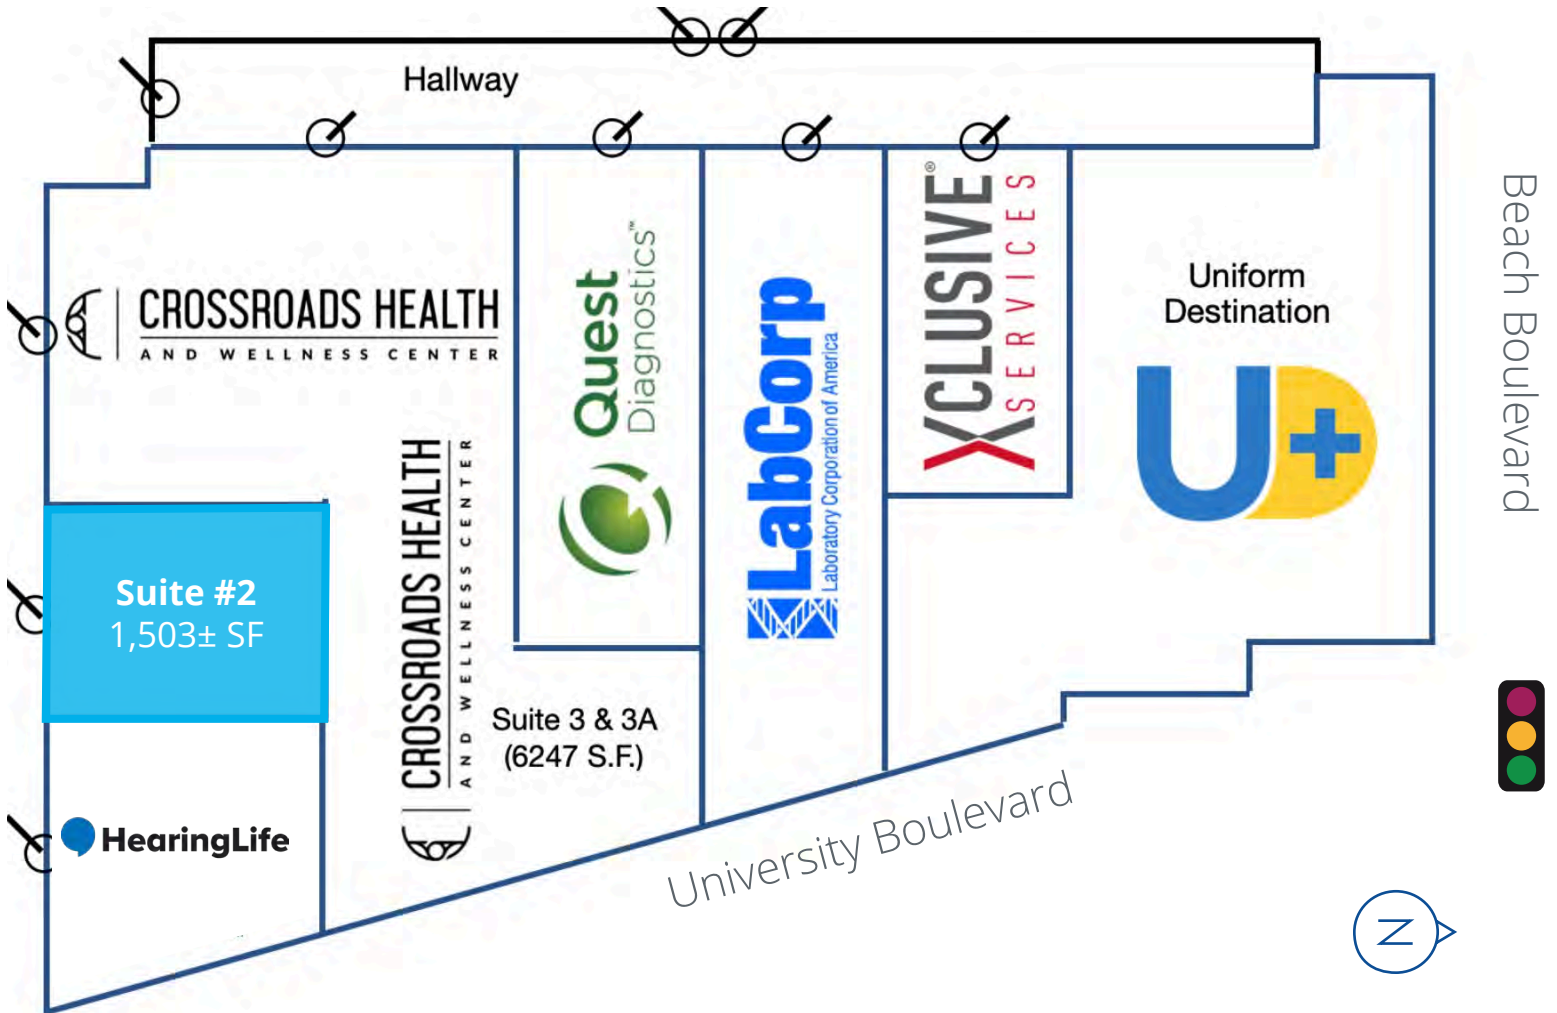 Hallway
CROSSROADS HEALTH
AND WELLNESS CENTER
Quest
Diagnostics™
LabCorp
Laboratory Corporation of America
XCLUSIVE®
SERVICES
Uniform
Destination
U+
Beach Boulevard
Suite #2
1,503± SF
CROSSROADS HEALTH
AND WELLNESS CENTER
Suite 3 & 3A
(6247 S.F.)
HearingLife
University Boulevard
N